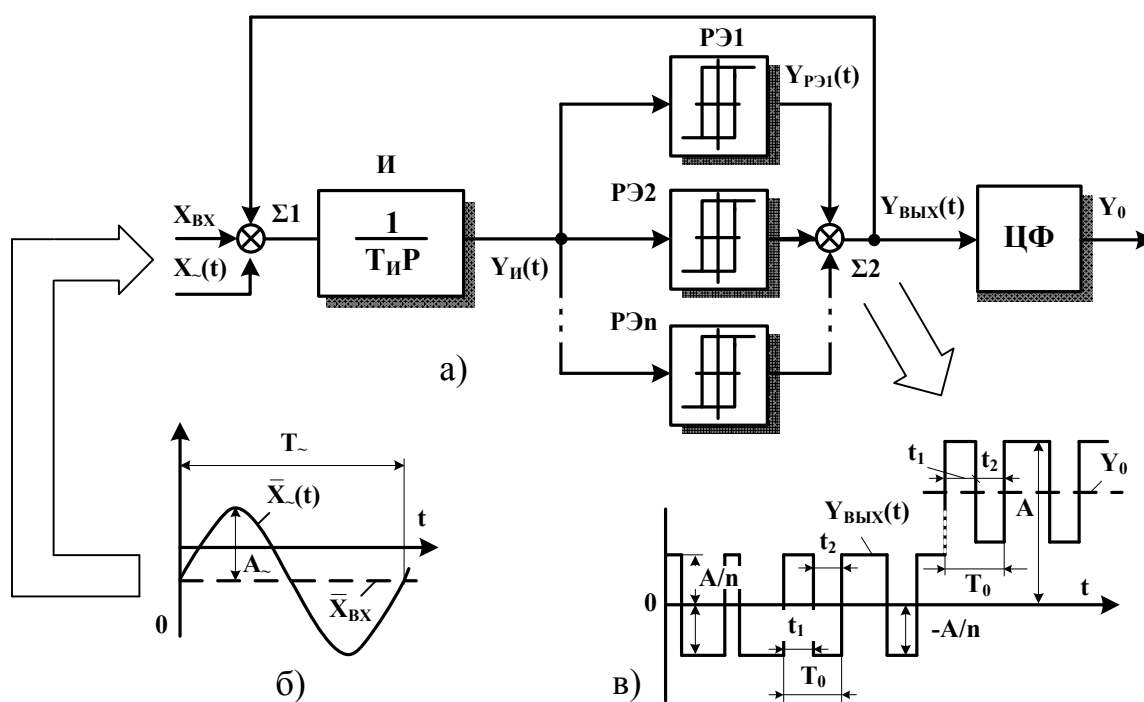 РЭ1
Y_РЭ1(t)
И
РЭ2
X_ВХ
Σ1
1
T_ИP
Y_ВЫХ(t)
Y_0
X_~(t)
Y_И(t)
Σ2
ЦФ
РЭn
а)
T_~
X̅_~(t)
t
A_~
X̅_ВХ
0
б)
t_1
t_2
Y_0
Y_ВЫХ(t)
A
t_2
A/n
T_0
t
0
t_1
-A/n
T_0
в)